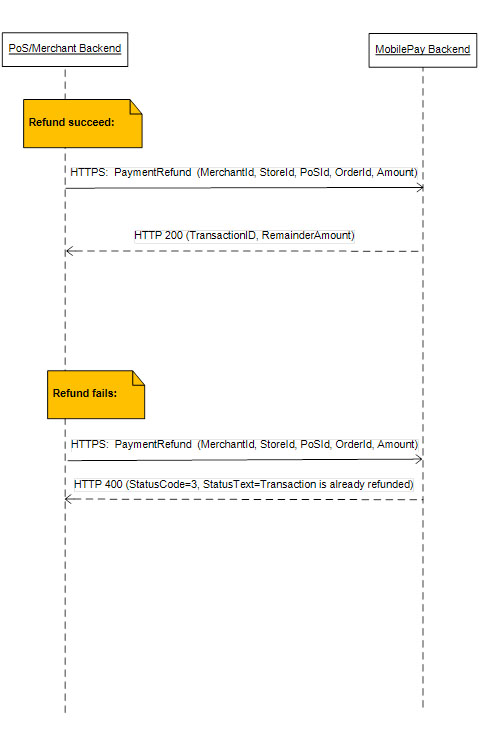 PoS/Merchant Backend
MobilePay Backend
Refund succeed:
HTTPS:  PaymentRefund  (MerchantId, StoreId, PoSId, OrderId, Amount)
HTTP 200 (TransactionID, RemainderAmount)
Refund fails:
HTTPS:  PaymentRefund  (MerchantId, StoreId, PoSId, OrderId, Amount)
HTTP 400 (StatusCode=3, StatusText=Transaction is already refunded)